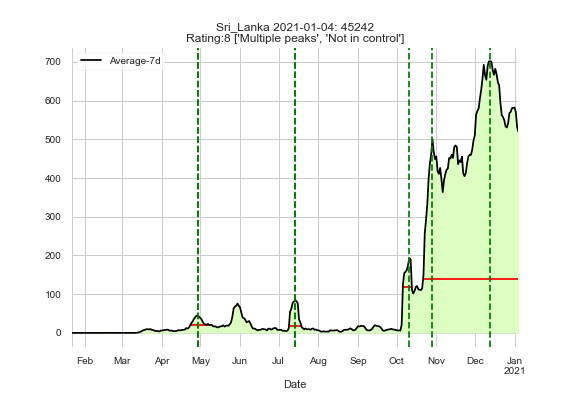 Sri_Lanka 2021-01-04: 45242
Rating:8 ['Multiple peaks', 'Not in control']
Average-7d
700
600
500
400
300
200
100
0
Feb Mar Apr May Jun Jul Aug Sep Oct Nov Dec Jan
2021
Date